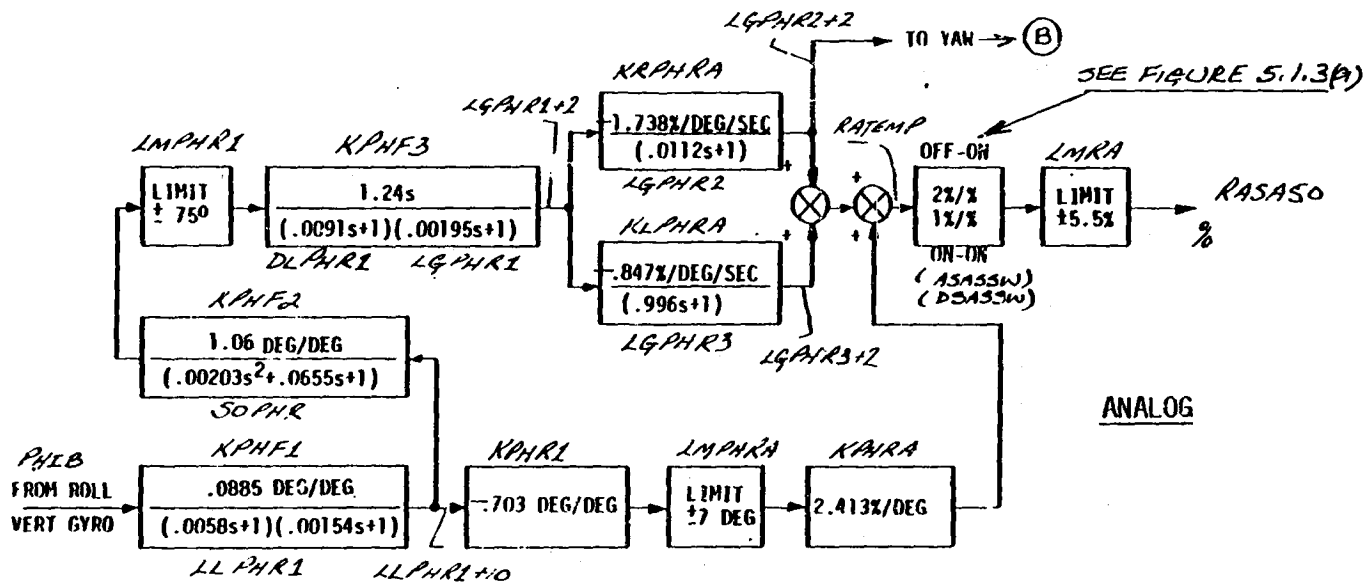 LGPHR2+2
TO YAW → B
KRPHRA
SEE FIGURE 5.1.3(A)
LGPHR1+2
-1.738%/DEG/SEC
(.0112s+1)
LGPHR2
RATEMP
OFF-ON
2%/%
1%/%
ON-ON
(ASASSW)
(DSASSW)
LMRA
LIMIT
±5.5%
RASASO
%
LMPHR1
LIMIT
± 75°
KPHF3
1.24s
(.0091s+1)(.00195s+1)
DLPHR1
LGPHR1
+
+
+
+
KLPHRA
-.847%/DEG/SEC
(.996s+1)
LGPHR3
LGPHR3+2
KPHF2
1.06 DEG/DEG
(.00203s²+.0655s+1)
SOPHR
ANALOG
PHIB
FROM ROLL
VERT GYRO
KPHF1
.0885 DEG/DEG
(.0058s+1)(.00154s+1)
LLPHR1
LLPHR1+10
KPHR1
-.703 DEG/DEG
LMPHRA
LIMIT
±7 DEG
KPHRA
2.413%/DEG